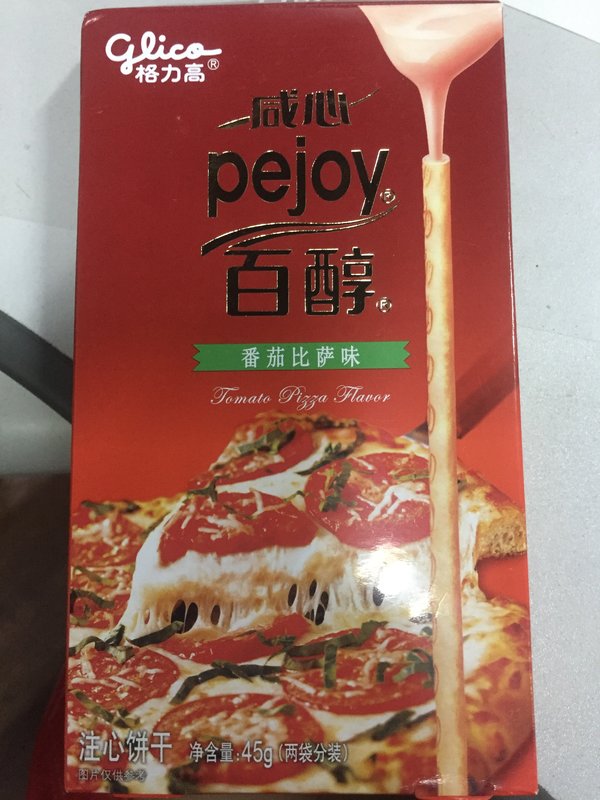 Glico®
格力高
咸心
pejoy®
百醇®
番茄比萨味
Tomato Pizza Flavor
注心饼干 净含量:45g(两袋分装)
图片仅供参考